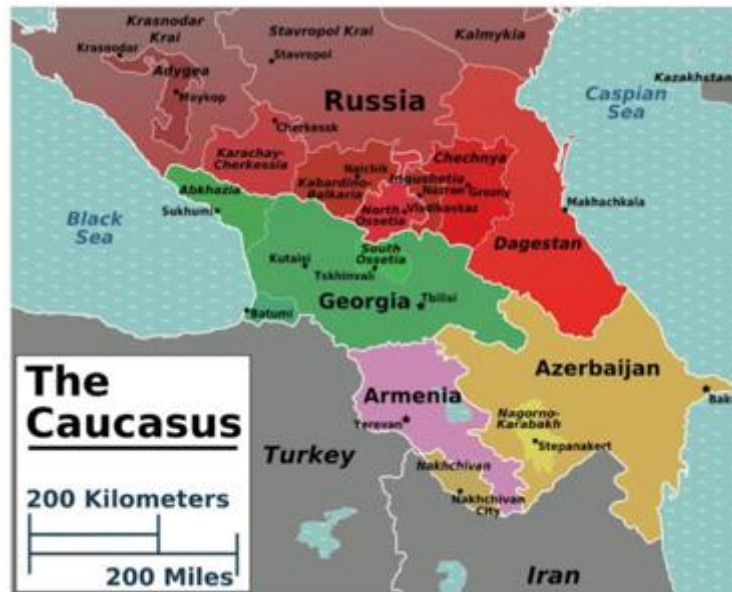 Krasnodar
Krai
Stavropol Krai
Kalmykia
Krasnodar
Stavropol
Adygea
Maykop
Kazakhstan
Russia
Caspian
Sea
Cherkessk
Karachay-
Cherkessia
Nalchik
Chechnya
Kabardino-
Balkaria
Ingushetia
Nazran
Grozny
Abkhazia
North
Ossetia
Vladikavkaz
Makhachkala
Black
Sea
Sukhumi
Dagestan
Kutaisi
South
Ossetia
Tskhinvali
Georgia
Tbilisi
Batumi
Azerbaijan
The
Caucasus
Armenia
Baku
Nagorno-
Karabakh
Yerevan
Stepanakert
Turkey
Nakhchivan
Nakhchivan
City
200 Kilometers
200 Miles
Iran